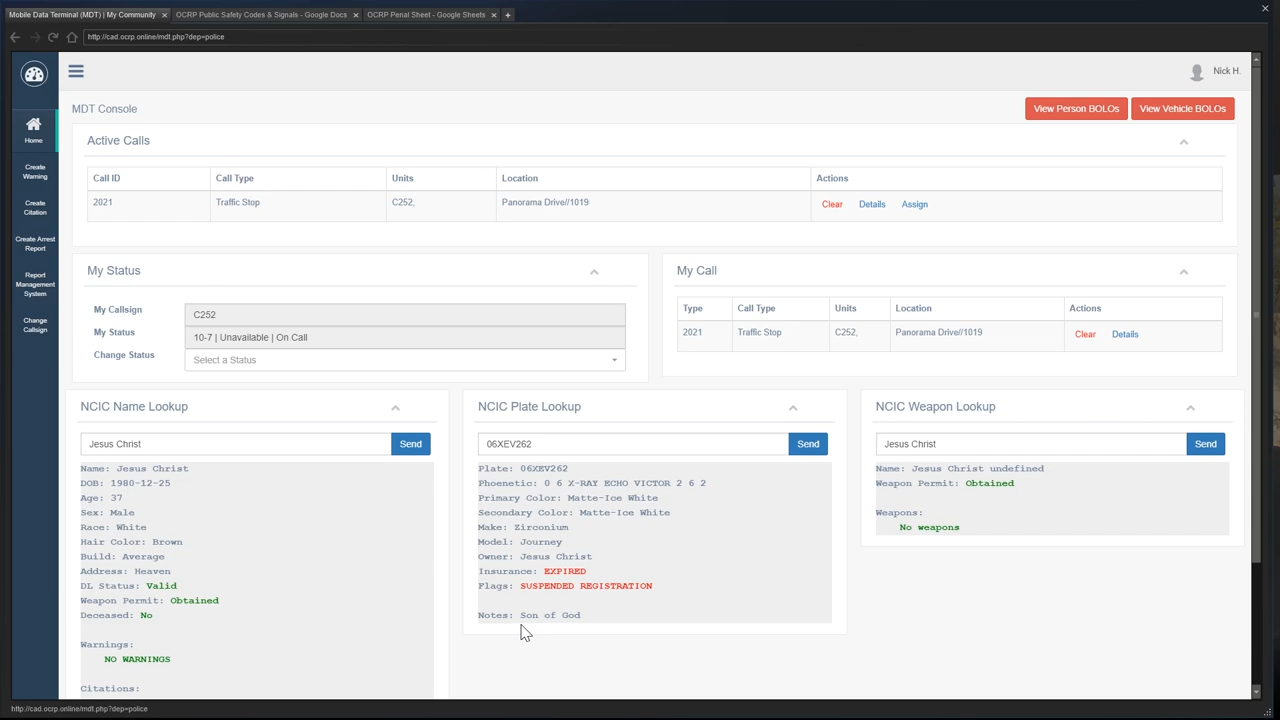 Mobile Data Terminal (MDT) | My Community
OCRP Public Safety Codes & Signals - Google Docs
OCRP Penal Sheet - Google Sheets
http://cad.ocrp.online/mdt.php?dep=police
Nick H.
Home
Create
Warning
Create
Citation
Create Arrest
Report
Report
Management
System
Change
Callsign
MDT Console
View Person BOLOs
View Vehicle BOLOs
Active Calls
Call ID Call Type Units Location Actions
2021 Traffic Stop C252, Panorama Drive//1019 Clear Details Assign
My Status
My Callsign C252
My Status 10-7 | Unavailable | On Call
Change Status Select a Status
My Call
Type Call Type Units Location Actions
2021 Traffic Stop C252, Panorama Drive//1019 Clear Details
NCIC Name Lookup
Jesus Christ Send
Name: Jesus Christ
DOB: 1980-12-25
Age: 37
Sex: Male
Race: White
Hair Color: Brown
Build: Average
Address: Heaven
DL Status: Valid
Weapon Permit: Obtained
Deceased: No
Warnings:
NO WARNINGS
Citations:
NCIC Plate Lookup
06XEV262 Send
Plate: 06XEV262
Phoenetic: 0 6 X-RAY ECHO VICTOR 2 6 2
Primary Color: Matte-Ice White
Secondary Color: Matte-Ice White
Make: Zirconium
Model: Journey
Owner: Jesus Christ
Insurance: EXPIRED
Flags: SUSPENDED REGISTRATION
Notes: Son of God
NCIC Weapon Lookup
Jesus Christ Send
Name: Jesus Christ undefined
Weapon Permit: Obtained
Weapons:
No weapons
http://cad.ocrp.online/mdt.php?dep=police